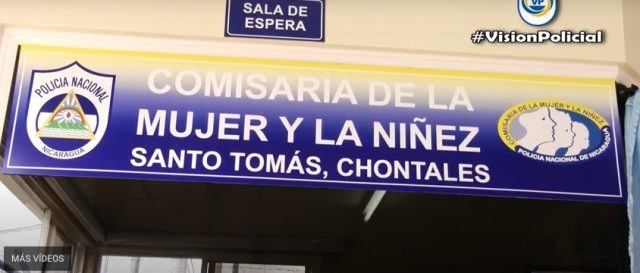 SALA DE
ESPERA
VP
#VisionPolicial
POLICIA NACIONAL
NICARAGUA
COMISARIA DE LA
MUJER Y LA NIÑEZ
SANTO TOMÁS, CHONTALES
COMISARIA DE LA MUJER Y LA NIÑEZ
POLICIA NACIONAL DE NICARAGUA
MÁS VÍDEOS